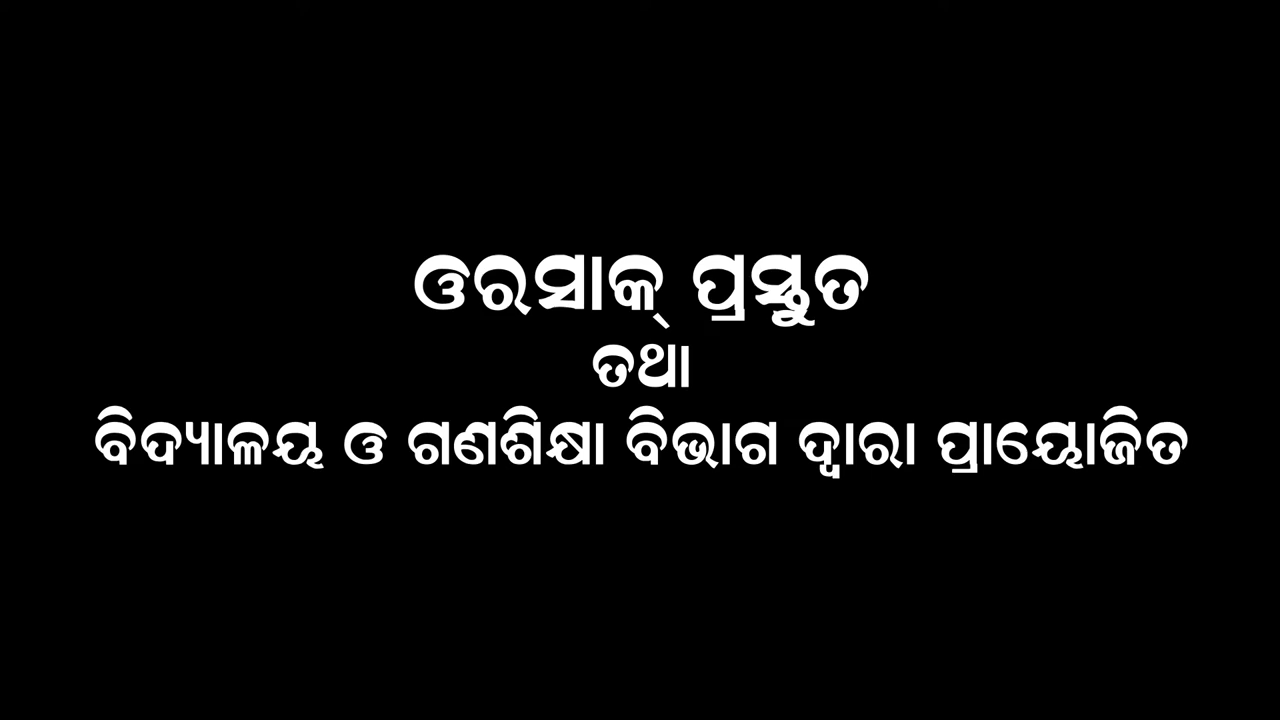 ଓରସାକ୍ ପ୍ରସ୍ତୁତ
ତଥା
ବିଦ୍ୟାଳୟ ଓ ଗଣଶିକ୍ଷା ବିଭାଗ ଦ୍ୱାରା ପ୍ରାୟୋଜିତ